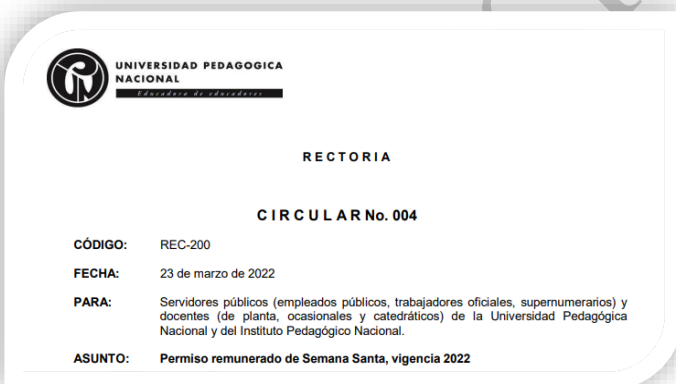 UNIVERSIDAD PEDAGOGICA
NACIONAL
Educadora de educadores
RECTORIA
CIRCULAR No. 004
CÓDIGO: REC-200
FECHA: 23 de marzo de 2022
PARA: Servidores públicos (empleados públicos, trabajadores oficiales, supernumerarios) y
docentes (de planta, ocasionales y catedráticos) de la Universidad Pedagógica
Nacional y del Instituto Pedagógico Nacional.
ASUNTO: Permiso remunerado de Semana Santa, vigencia 2022